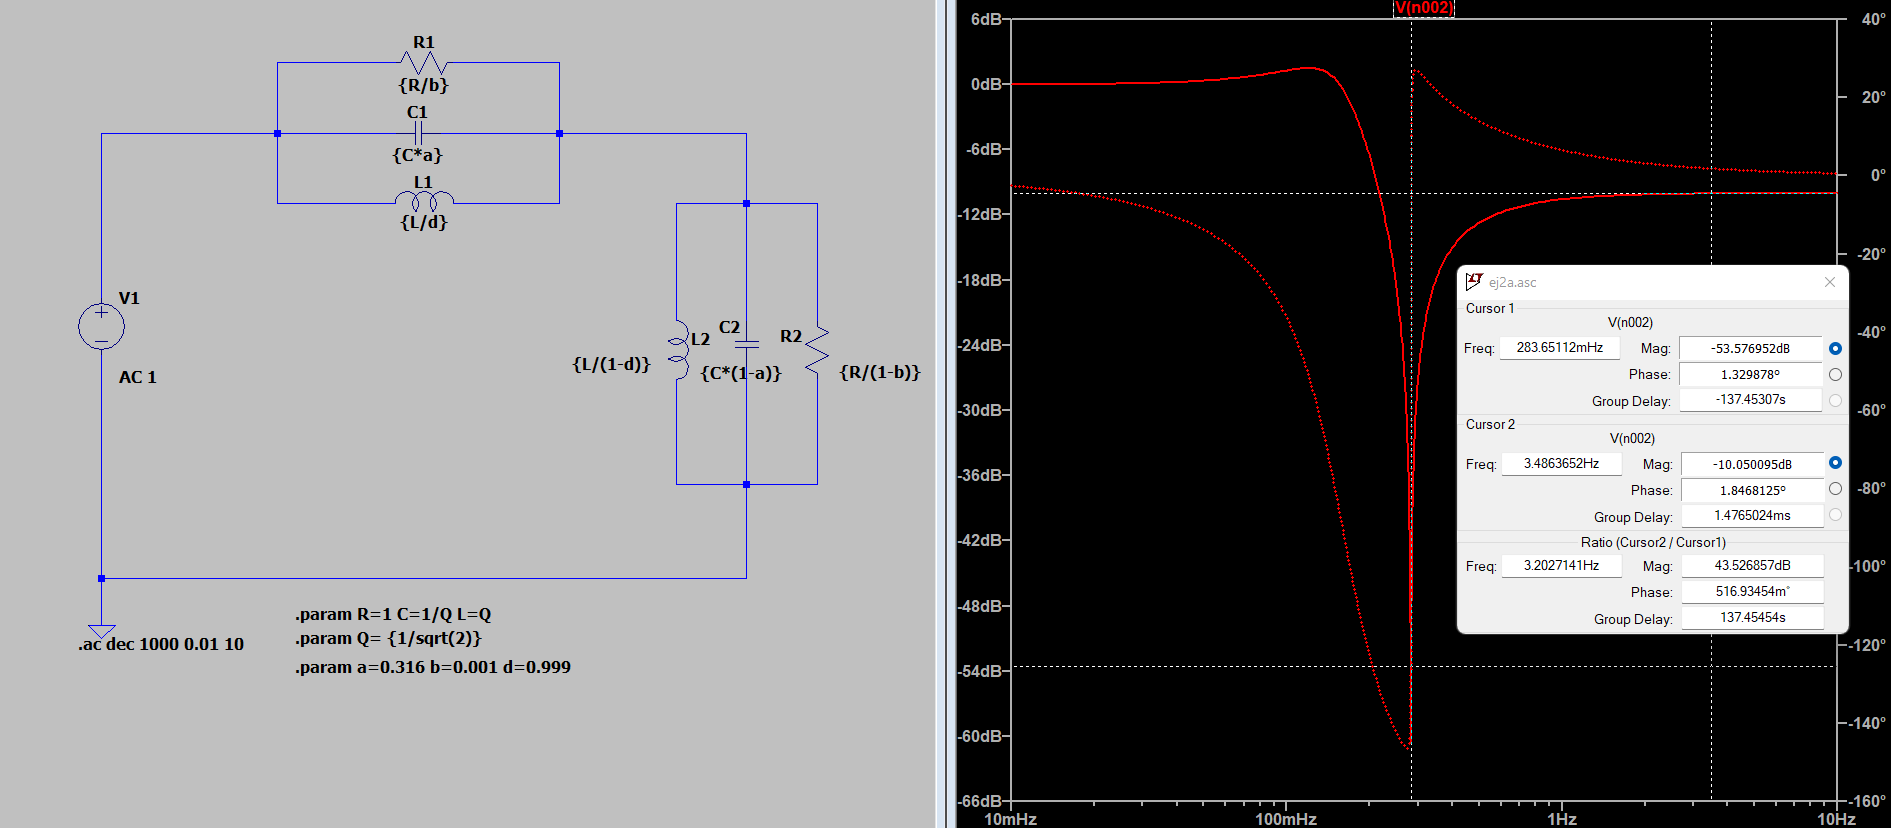 R1
{R/b}
C1
{C*a}
L1
{L/d}
V1
AC 1
L2
{L/(1-d)}
C2
{C*(1-a)}
R2
{R/(1-b)}
.param R=1 C=1/Q L=Q
.param Q= {1/sqrt(2)}
.param a=0.316 b=0.001 d=0.999
.ac dec 1000 0.01 10
V(n002)
6dB
0dB
-6dB
-12dB
-18dB
-24dB
-30dB
-36dB
-42dB
-48dB
-54dB
-60dB
-66dB
40°
20°
0°
-20°
-40°
-60°
-80°
-100°
-120°
-140°
-160°
10mHz
100mHz
1Hz
10Hz
ej2a.asc
Cursor 1
V(n002)
Freq: 283.65112mHz Mag: -53.576952dB
Phase: 1.329878°
Group Delay: -137.45307s
Cursor 2
V(n002)
Freq: 3.4863652Hz Mag: -10.050095dB
Phase: 1.8468125°
Group Delay: 1.4765024ms
Ratio (Cursor2 / Cursor1)
Freq: 3.2027141Hz Mag: 43.526857dB
Phase: 516.93454m°
Group Delay: 137.45454s